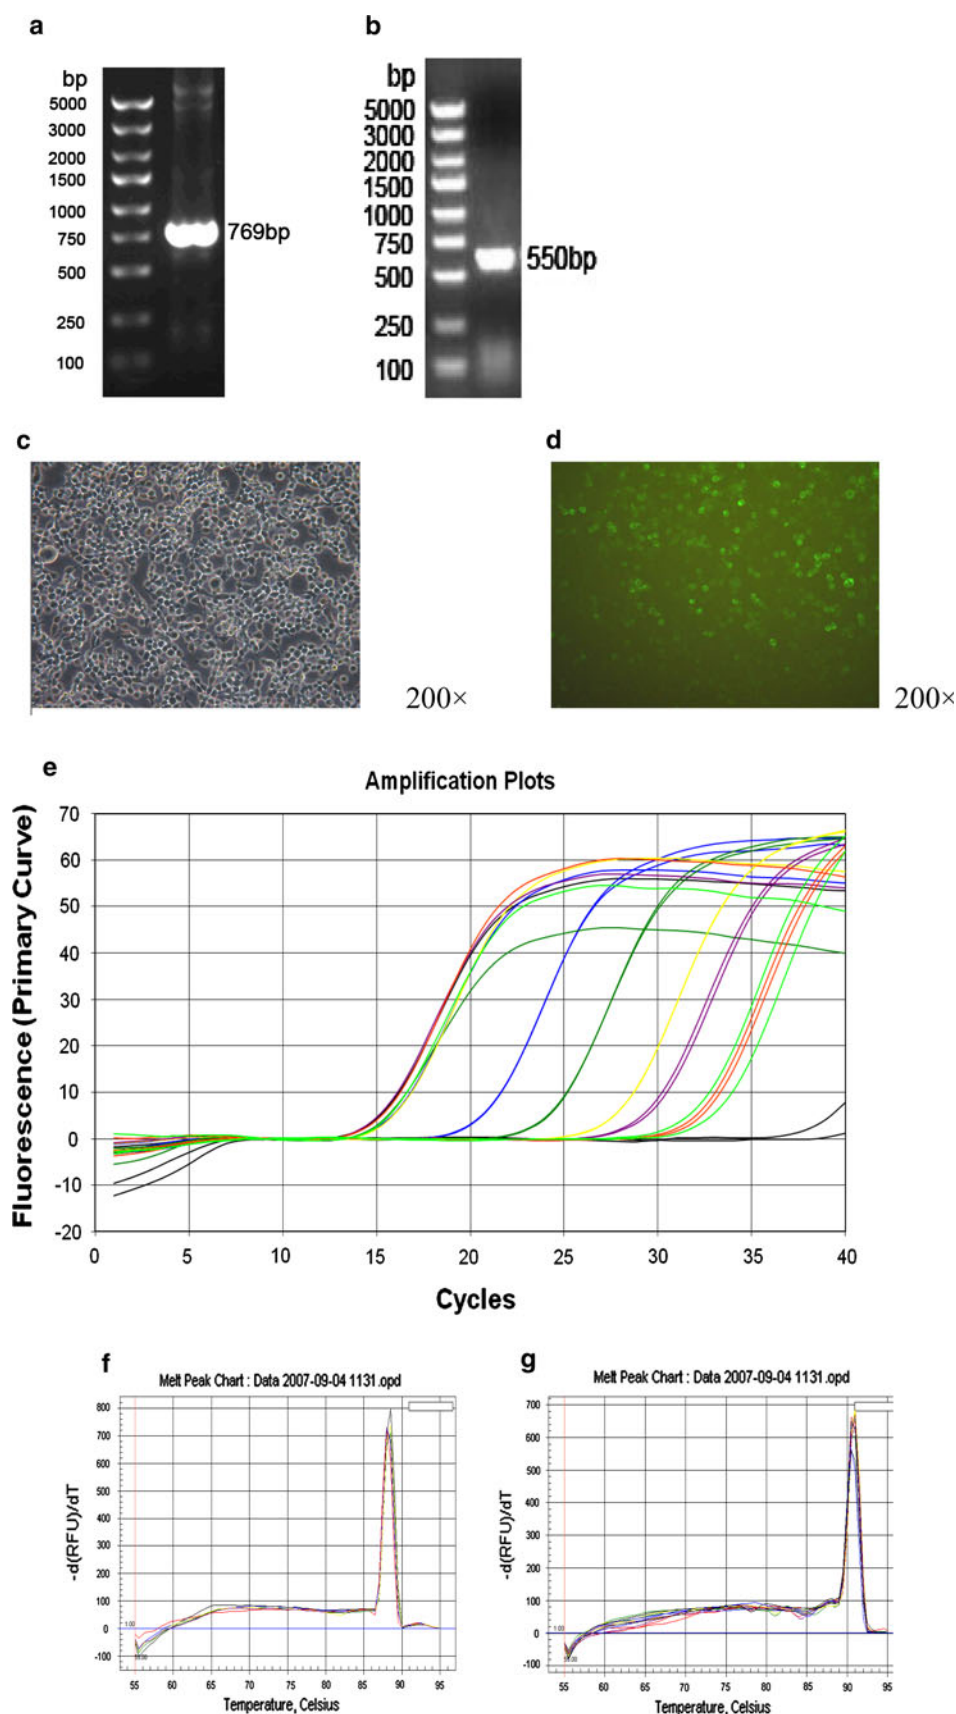 a
bp
5000
3000
2000
1500
1000
750
500
250
100
769bp
b
bp
5000
3000
2000
1500
1000
750
500
250
100
550bp
c
200×
d
200×
e
Amplification Plots
Fluorescence (Primary Curve)
70
60
50
40
30
20
10
0
-10
-20
0 5 10 15 20 25 30 35 40
Cycles
f
Melt Peak Chart : Data 2007-09-04 1131.opd
-d(RFU)/dT
800
700
600
500
400
300
200
100
0
-100
1.00
55 60 65 70 75 80 85 90 95
Temperature, Celsius
g
Melt Peak Chart : Data 2007-09-04 1131.opd
-d(RFU)/dT
700
600
500
400
300
200
100
0
-100
1.00
55 60 65 70 75 80 85 90 95
Temperature, Celsius